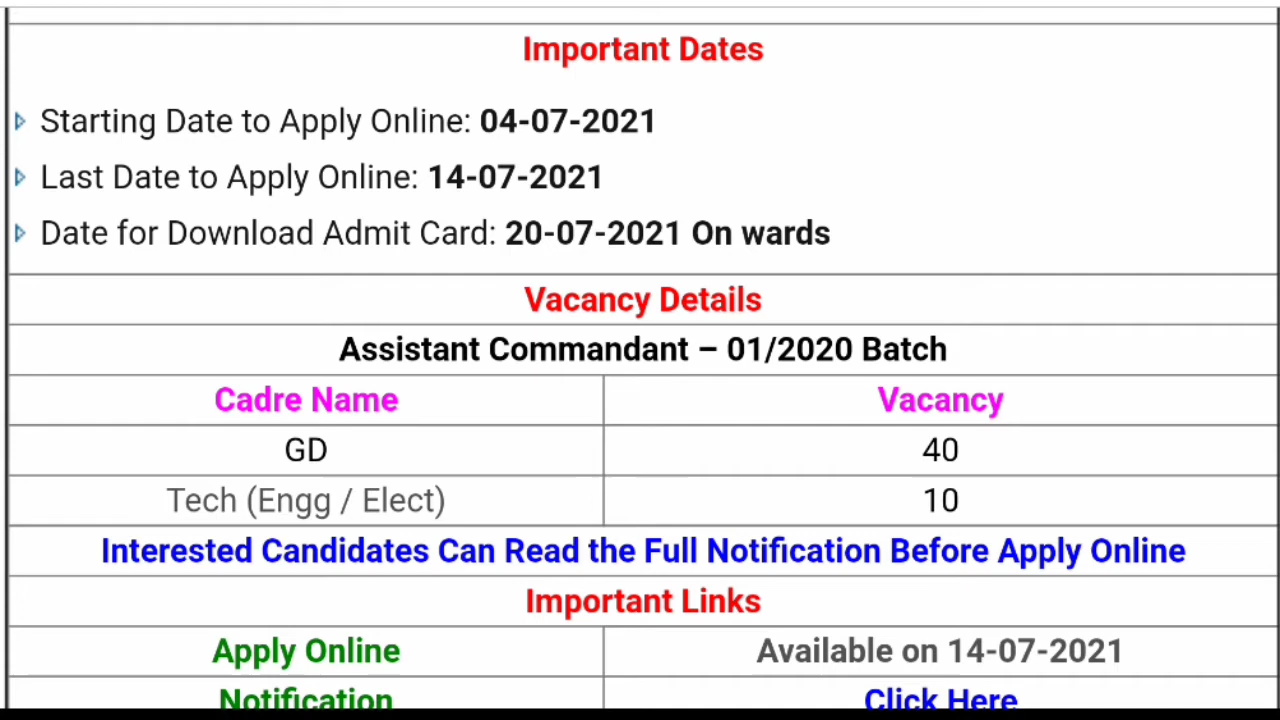 Important Dates
Starting Date to Apply Online: 04-07-2021
Last Date to Apply Online: 14-07-2021
Date for Download Admit Card: 20-07-2021 On wards
Vacancy Details
Assistant Commandant – 01/2020 Batch
Cadre Name Vacancy
GD 40
Tech (Engg / Elect) 10
Interested Candidates Can Read the Full Notification Before Apply Online
Important Links
Apply Online Available on 14-07-2021
Notification Click Here